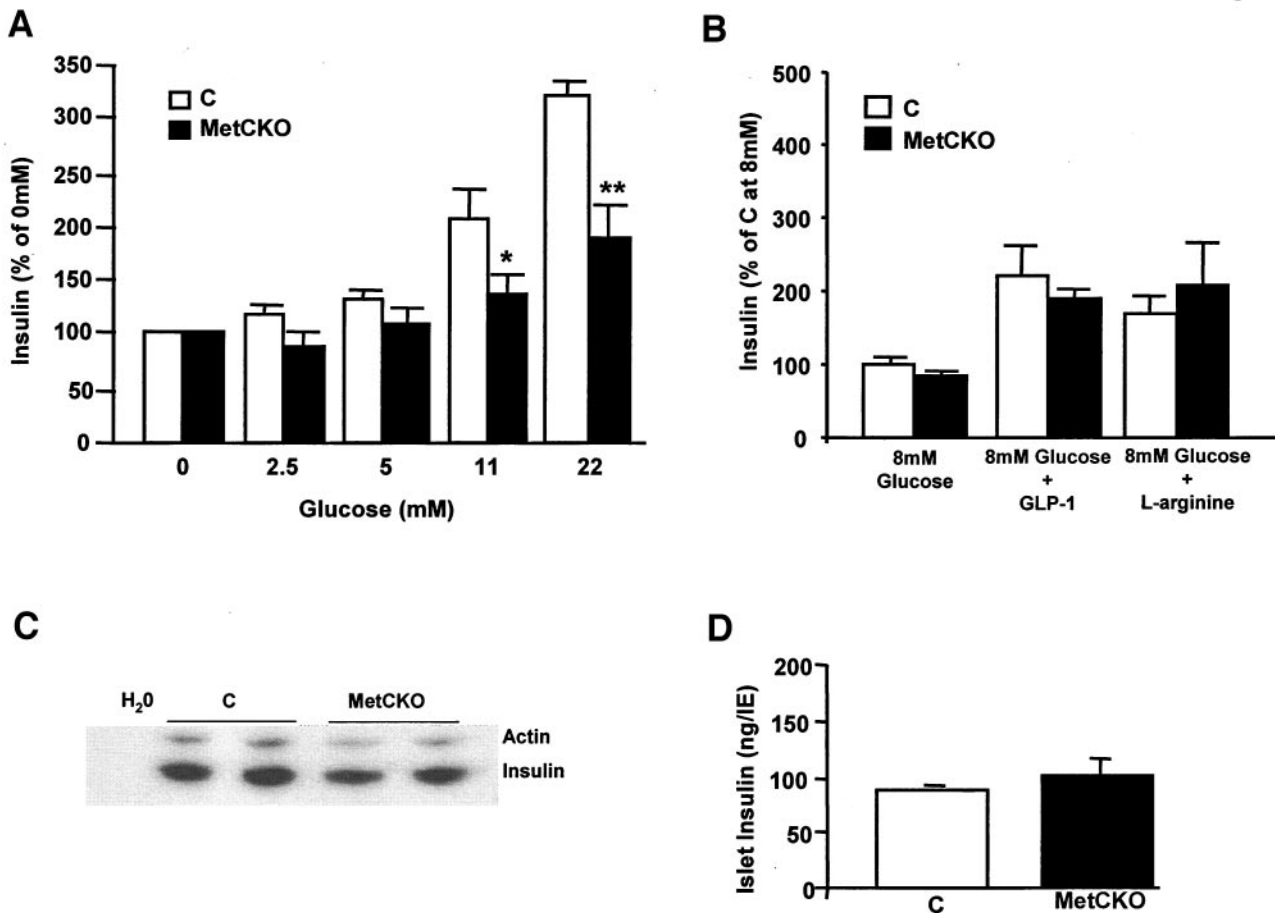 A
Insulin (% of 0mM)
350
300
250
200
150
100
50
0
C
MetCKO
*
**
0 2.5 5 11 22
Glucose (mM)
B
Insulin (% of C at 8mM)
500
400
300
200
100
0
C
MetCKO
8mM Glucose
8mM Glucose + GLP-1
8mM Glucose + L-arginine
C
H20 C MetCKO
Actin
Insulin
D
Islet Insulin (ng/IE)
200
150
100
50
0
C MetCKO